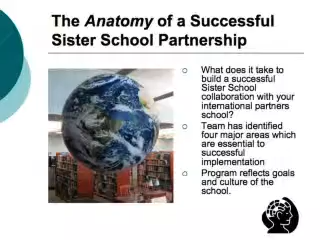 The Anatomy of a Successful
Sister School Partnership
What does it take to
build a successful
Sister School
collaboration with your
international partners
school?
Team has identified
four major areas which
are essential to
successful
implementation
Program reflects goals
and culture of the
school.